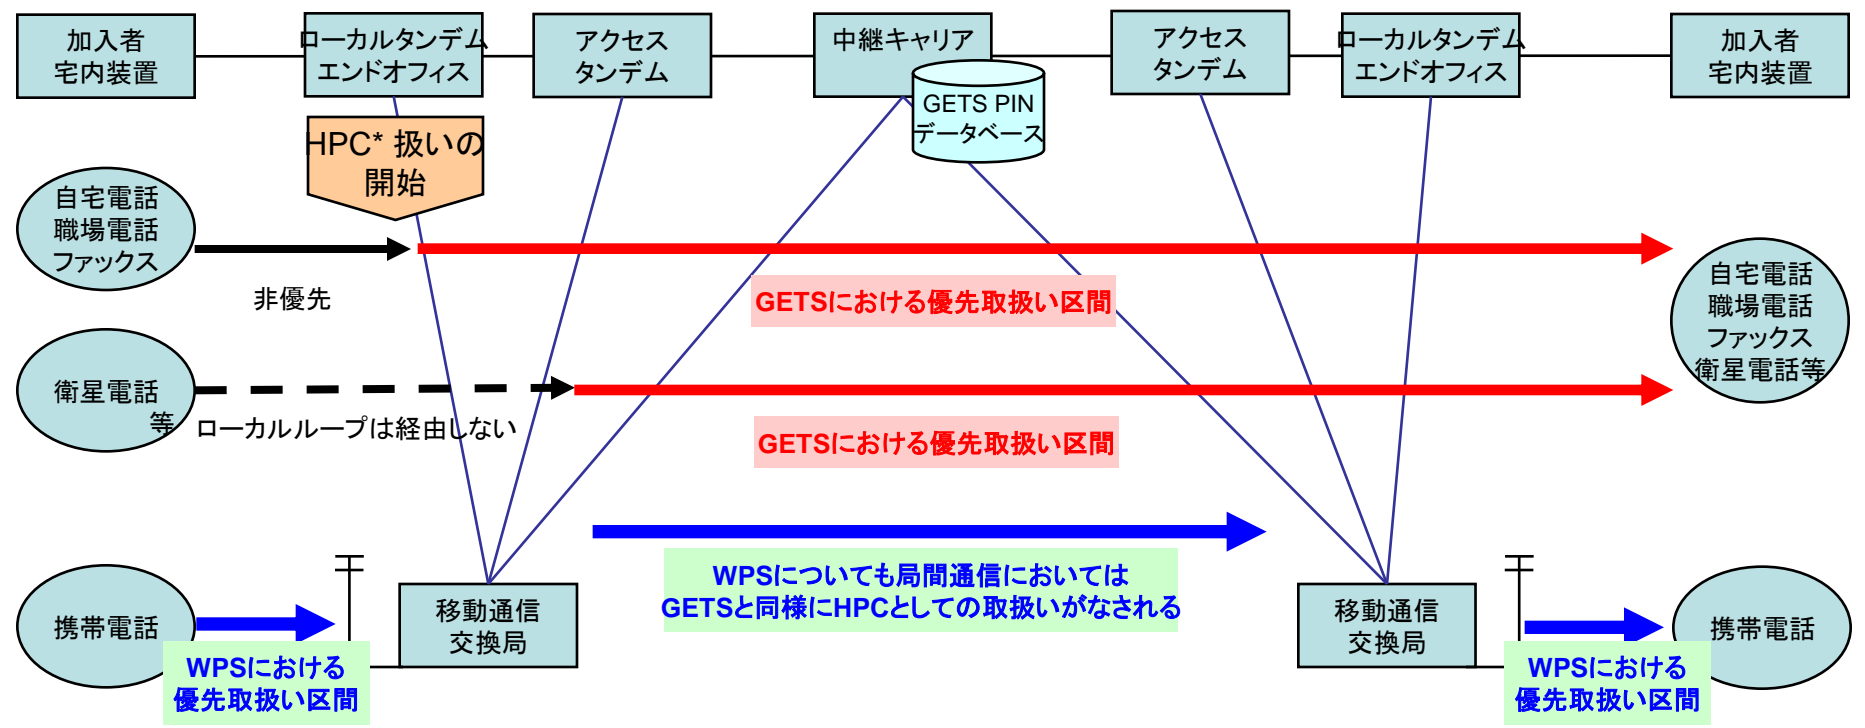 加入者
宅内装置
ローカルタンデム
エンドオフィス
アクセス
タンデム
中継キャリア
GETS PIN
データベース
アクセス
タンデム
ローカルタンデム
エンドオフィス
加入者
宅内装置
HPC* 扱いの
開始
自宅電話
職場電話
ファックス
非優先
GETSにおける優先取扱い区間
自宅電話
職場電話
ファックス
衛星電話等
衛星電話
等
ローカルループは経由しない
GETSにおける優先取扱い区間
WPSについても局間通信においては
GETSと同様にHPCとしての取扱いがなされる
携帯電話
WPSにおける
優先取扱い区間
移動通信
交換局
移動通信
交換局
WPSにおける
優先取扱い区間
携帯電話